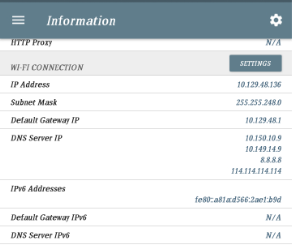 Information
HTTP Proxy N/A
WI-FI CONNECTION SETTINGS
IP Address 10.129.48.136
Subnet Mask 255.255.248.0
Default Gateway IP 10.129.48.1
DNS Server IP 10.150.10.9
10.149.14.9
8.8.8.8
114.114.114.114
IPv6 Addresses
fe80::a81a:d566:2ae1:b9d
Default Gateway IPv6 N/A
DNS Server IPv6 N/A